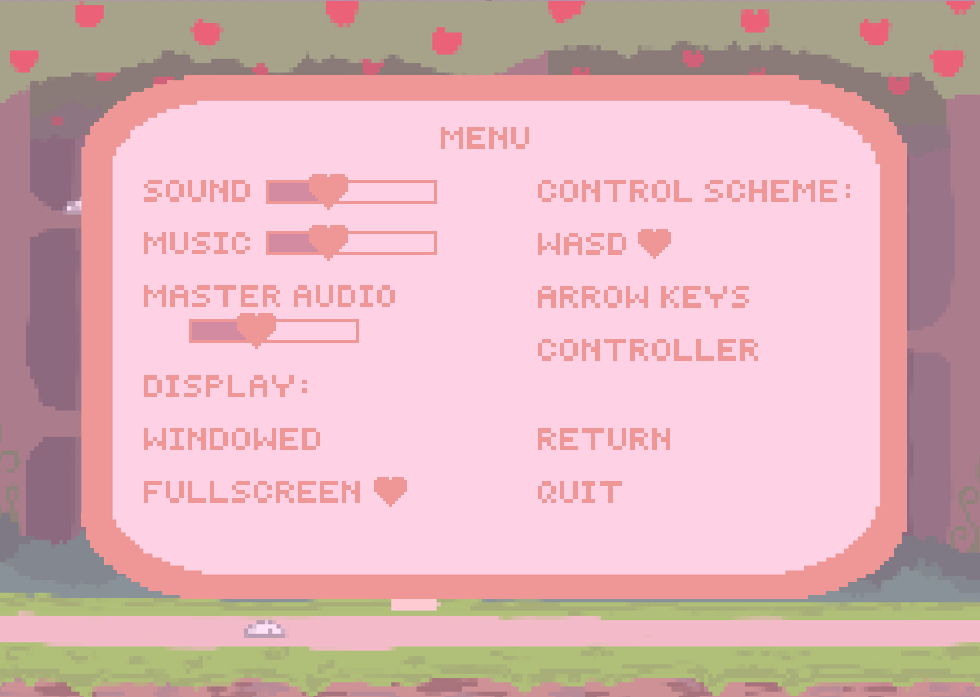 MENU
SOUND
MUSIC
MASTER AUDIO
DISPLAY:
WINDOWED
FULLSCREEN
CONTROL SCHEME:
WASD
ARROW KEYS
CONTROLLER
RETURN
QUIT